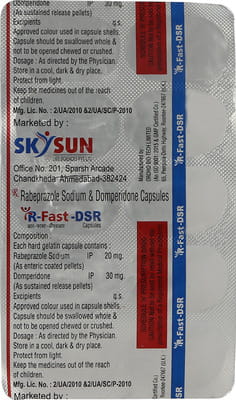 Domperidone IP 30 mg.
(As sustained release pellets)
Excipients q.s.
Approved colour used in capsule shells.
Capsule should be swallowed whole &
not to be opened chewed or crushed.
Dosage : As directed by the Physician.
Store in a cool, dark & dry place.
Protect from light.
Keep the medicines out of the reach
of children.
Mfg. Lic. No. : 2/UA/2010 &2/UA/SC/P-2010
Marketed by :
SKYSUN
Office No. 201, Sparsh Arcade
Chandkheda Ahmedabad-382424
Rabeprazole Sodium & Domperidone Capsules
R-Fast-DSR
Capsules
Composition :
Each hard gelatin capsule contains :
Rabeprazole Sodium IP 20 mg.
(As enteric coated pellets)
Domperidone IP 30 mg.
(As sustained release pellets)
Excipients q.s.
Approved colour used in capsule shells.
Capsule should be swallowed whole &
not to be opened chewed or crushed.
Dosage : As directed by the Physician.
Store in a cool, dark & dry place.
Protect from light.
Keep the medicines out of the reach
of children.
Mfg. Lic. No. : 2/UA/2010 &2/UA/SC/P-2010
Marketed by :
R-Fast-DSR
R-Fast-DSR
Manufactured by :